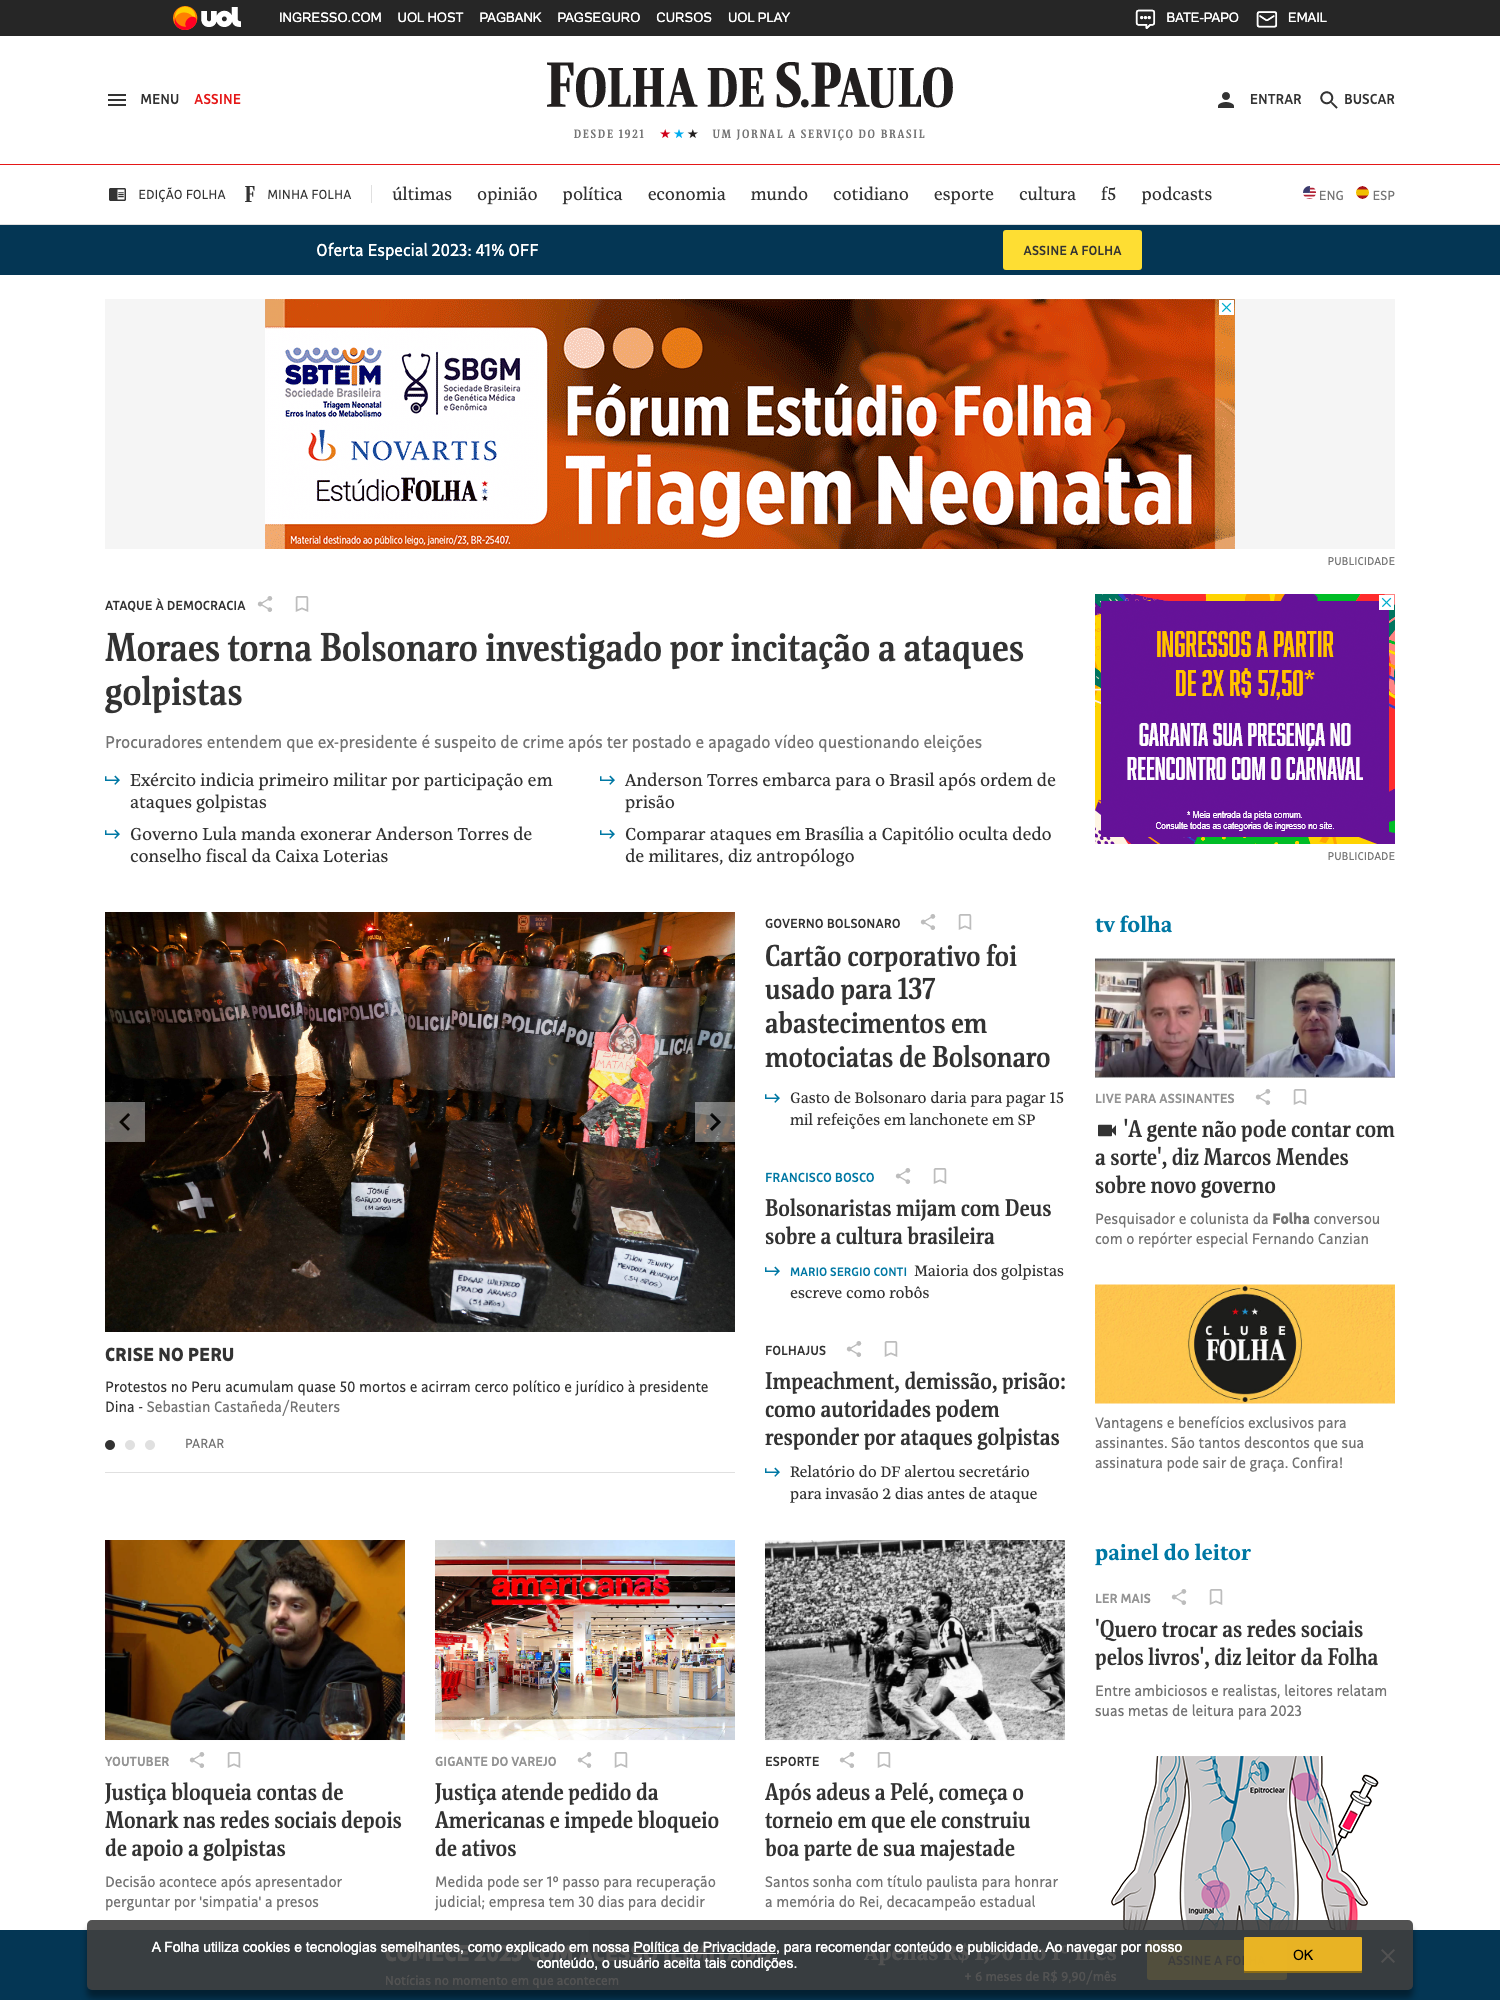 uol
INGRESSO.COM
UOL HOST
PAGBANK
PAGSEGURO
CURSOS
UOL PLAY
BATE-PAPO
EMAIL
MENU
ASSINE
FOLHA DE S.PAULO
DESDE 1921 ★★★ UM JORNAL A SERVIÇO DO BRASIL
ENTRAR
BUSCAR
EDIÇÃO FOLHA
F MINHA FOLHA
últimas
opinião
política
economia
mundo
cotidiano
esporte
cultura
f5
podcasts
ENG
ESP
Oferta Especial 2023: 41% OFF
ASSINE A FOLHA
SBTEIM
Sociedade Brasileira
Triagem Neonatal
Erros Inatos do Metabolismo
SBGM
Sociedade Brasileira
de Genética Médica
e Genômica
NOVARTIS
EstúdioFOLHA
Material destinado ao público leigo, janeiro/23, BR-25407.
Fórum Estúdio Folha
Triagem Neonatal
PUBLICIDADE
ATAQUE À DEMOCRACIA
Moraes torna Bolsonaro investigado por incitação a ataques
golpistas
Procuradores entendem que ex-presidente é suspeito de crime após ter postado e apagado vídeo questionando eleições
Exército indicia primeiro militar por participação em
ataques golpistas
Governo Lula manda exonerar Anderson Torres de
conselho fiscal da Caixa Loterias
Anderson Torres embarca para o Brasil após ordem de
prisão
Comparar ataques em Brasília a Capitólio oculta dedo
de militares, diz antropólogo
INGRESSOS A PARTIR
DE 2X R$ 57,50*
GARANTA SUA PRESENÇA NO
REENCONTRO COM O CARNAVAL
* Meia entrada da pista comum.
Consulte todas as categorias de ingresso no site.
PUBLICIDADE
POLICI POLICIA POLICIA POLICI POLICIA POLICIA POLICIA POLICIA POLICIA POLI
MATAR
JOSUÉ
GARUDO QUISPE
EDGAR WILFREDO
PRADO ARANGO
(51 AÑOS)
JHON JENNRY
MENDOZA HUARANCA
(34 AÑOS)
CRISE NO PERU
Protestos no Peru acumulam quase 50 mortos e acirram cerco político e jurídico à presidente
Dina - Sebastian Castañeda/Reuters
PARAR
GOVERNO BOLSONARO
Cartão corporativo foi
usado para 137
abastecimentos em
motociatas de Bolsonaro
Gasto de Bolsonaro daria para pagar 15
mil refeições em lanchonete em SP
FRANCISCO BOSCO
Bolsonaristas mijam com Deus
sobre a cultura brasileira
MARIO SERGIO CONTI Maioria dos golpistas
escreve como robôs
FOLHAJUS
Impeachment, demissão, prisão:
como autoridades podem
responder por ataques golpistas
Relatório do DF alertou secretário
para invasão 2 dias antes de ataque
tv folha
LIVE PARA ASSINANTES
'A gente não pode contar com
a sorte', diz Marcos Mendes
sobre novo governo
Pesquisador e colunista da Folha conversou
com o repórter especial Fernando Canzian
CLUBE
FOLHA
Vantagens e benefícios exclusivos para
assinantes. São tantos descontos que sua
assinatura pode sair de graça. Confira!
YOUTUBER
Justiça bloqueia contas de
Monark nas redes sociais depois
de apoio a golpistas
Decisão acontece após apresentador
perguntar por 'simpatia' a presos
americanas
GIGANTE DO VAREJO
Justiça atende pedido da
Americanas e impede bloqueio
de ativos
Medida pode ser 1º passo para recuperação
judicial; empresa tem 30 dias para decidir
ESPORTE
Após adeus a Pelé, começa o
torneio em que ele construiu
boa parte de sua majestade
Santos sonha com título paulista para honrar
a memória do Rei, decacampeão estadual
painel do leitor
LER MAIS
'Quero trocar as redes sociais
pelos livros', diz leitor da Folha
Entre ambiciosos e realistas, leitores relatam
suas metas de leitura para 2023
Epitroclear
Inguinal
A Folha utiliza cookies e tecnologias semelhantes, como explicado em nossa Política de Privacidade, para recomendar conteúdo e publicidade. Ao navegar por nosso
conteúdo, o usuário aceita tais condições.
OK
Notícias no momento em que acontecem
+ 6 meses de R$ 9,90/mês
ASSINE A FO